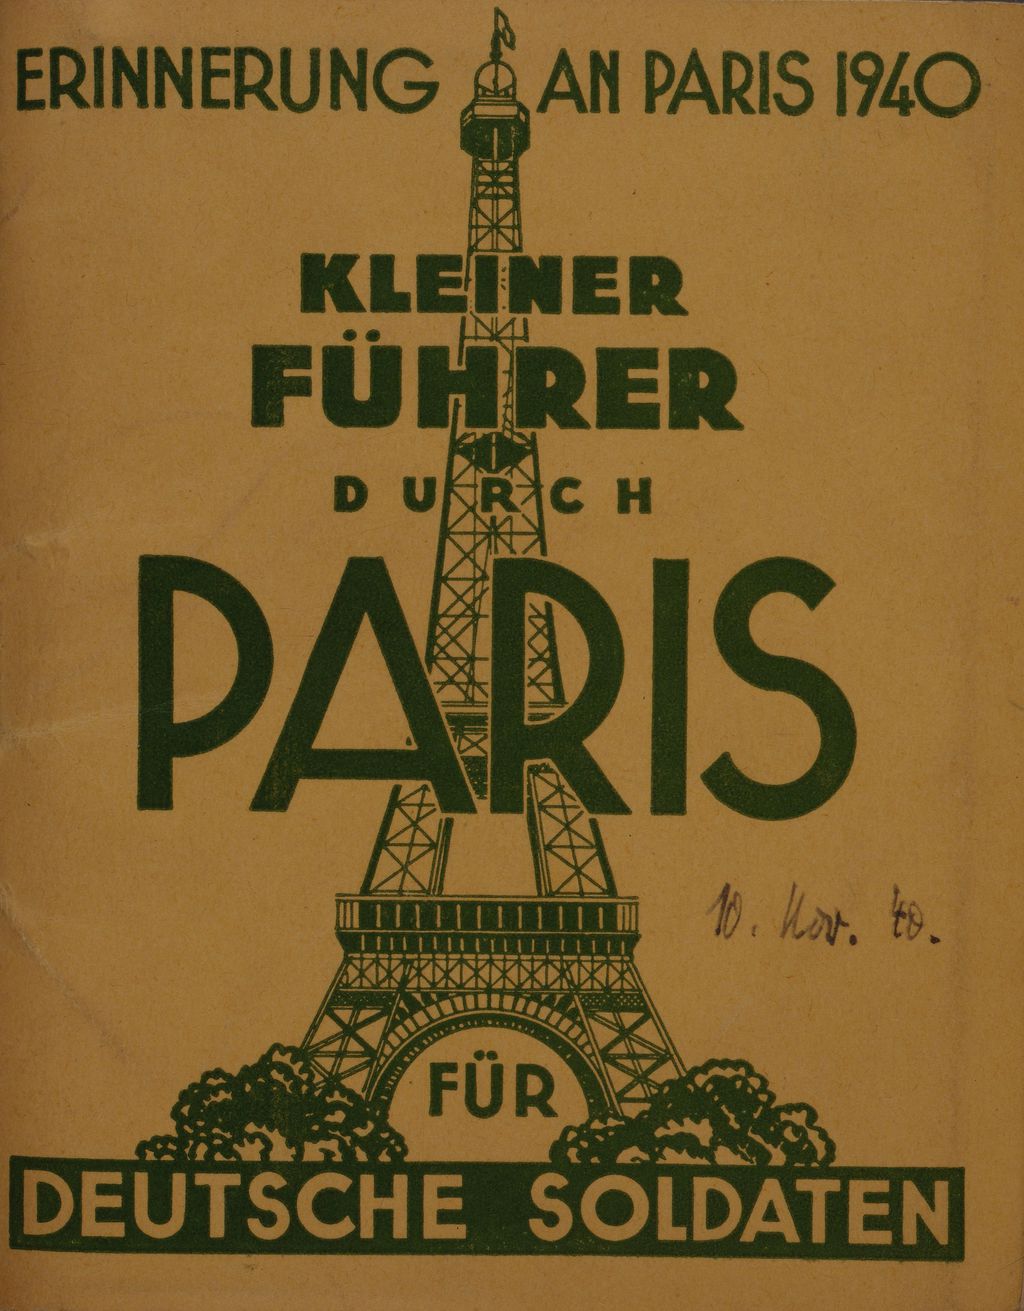 ERINNERUNG AN PARIS 1940
KLEINER
FÜHRER
DURCH
PARIS
10. Nov. 40.
FÜR
DEUTSCHE SOLDATEN